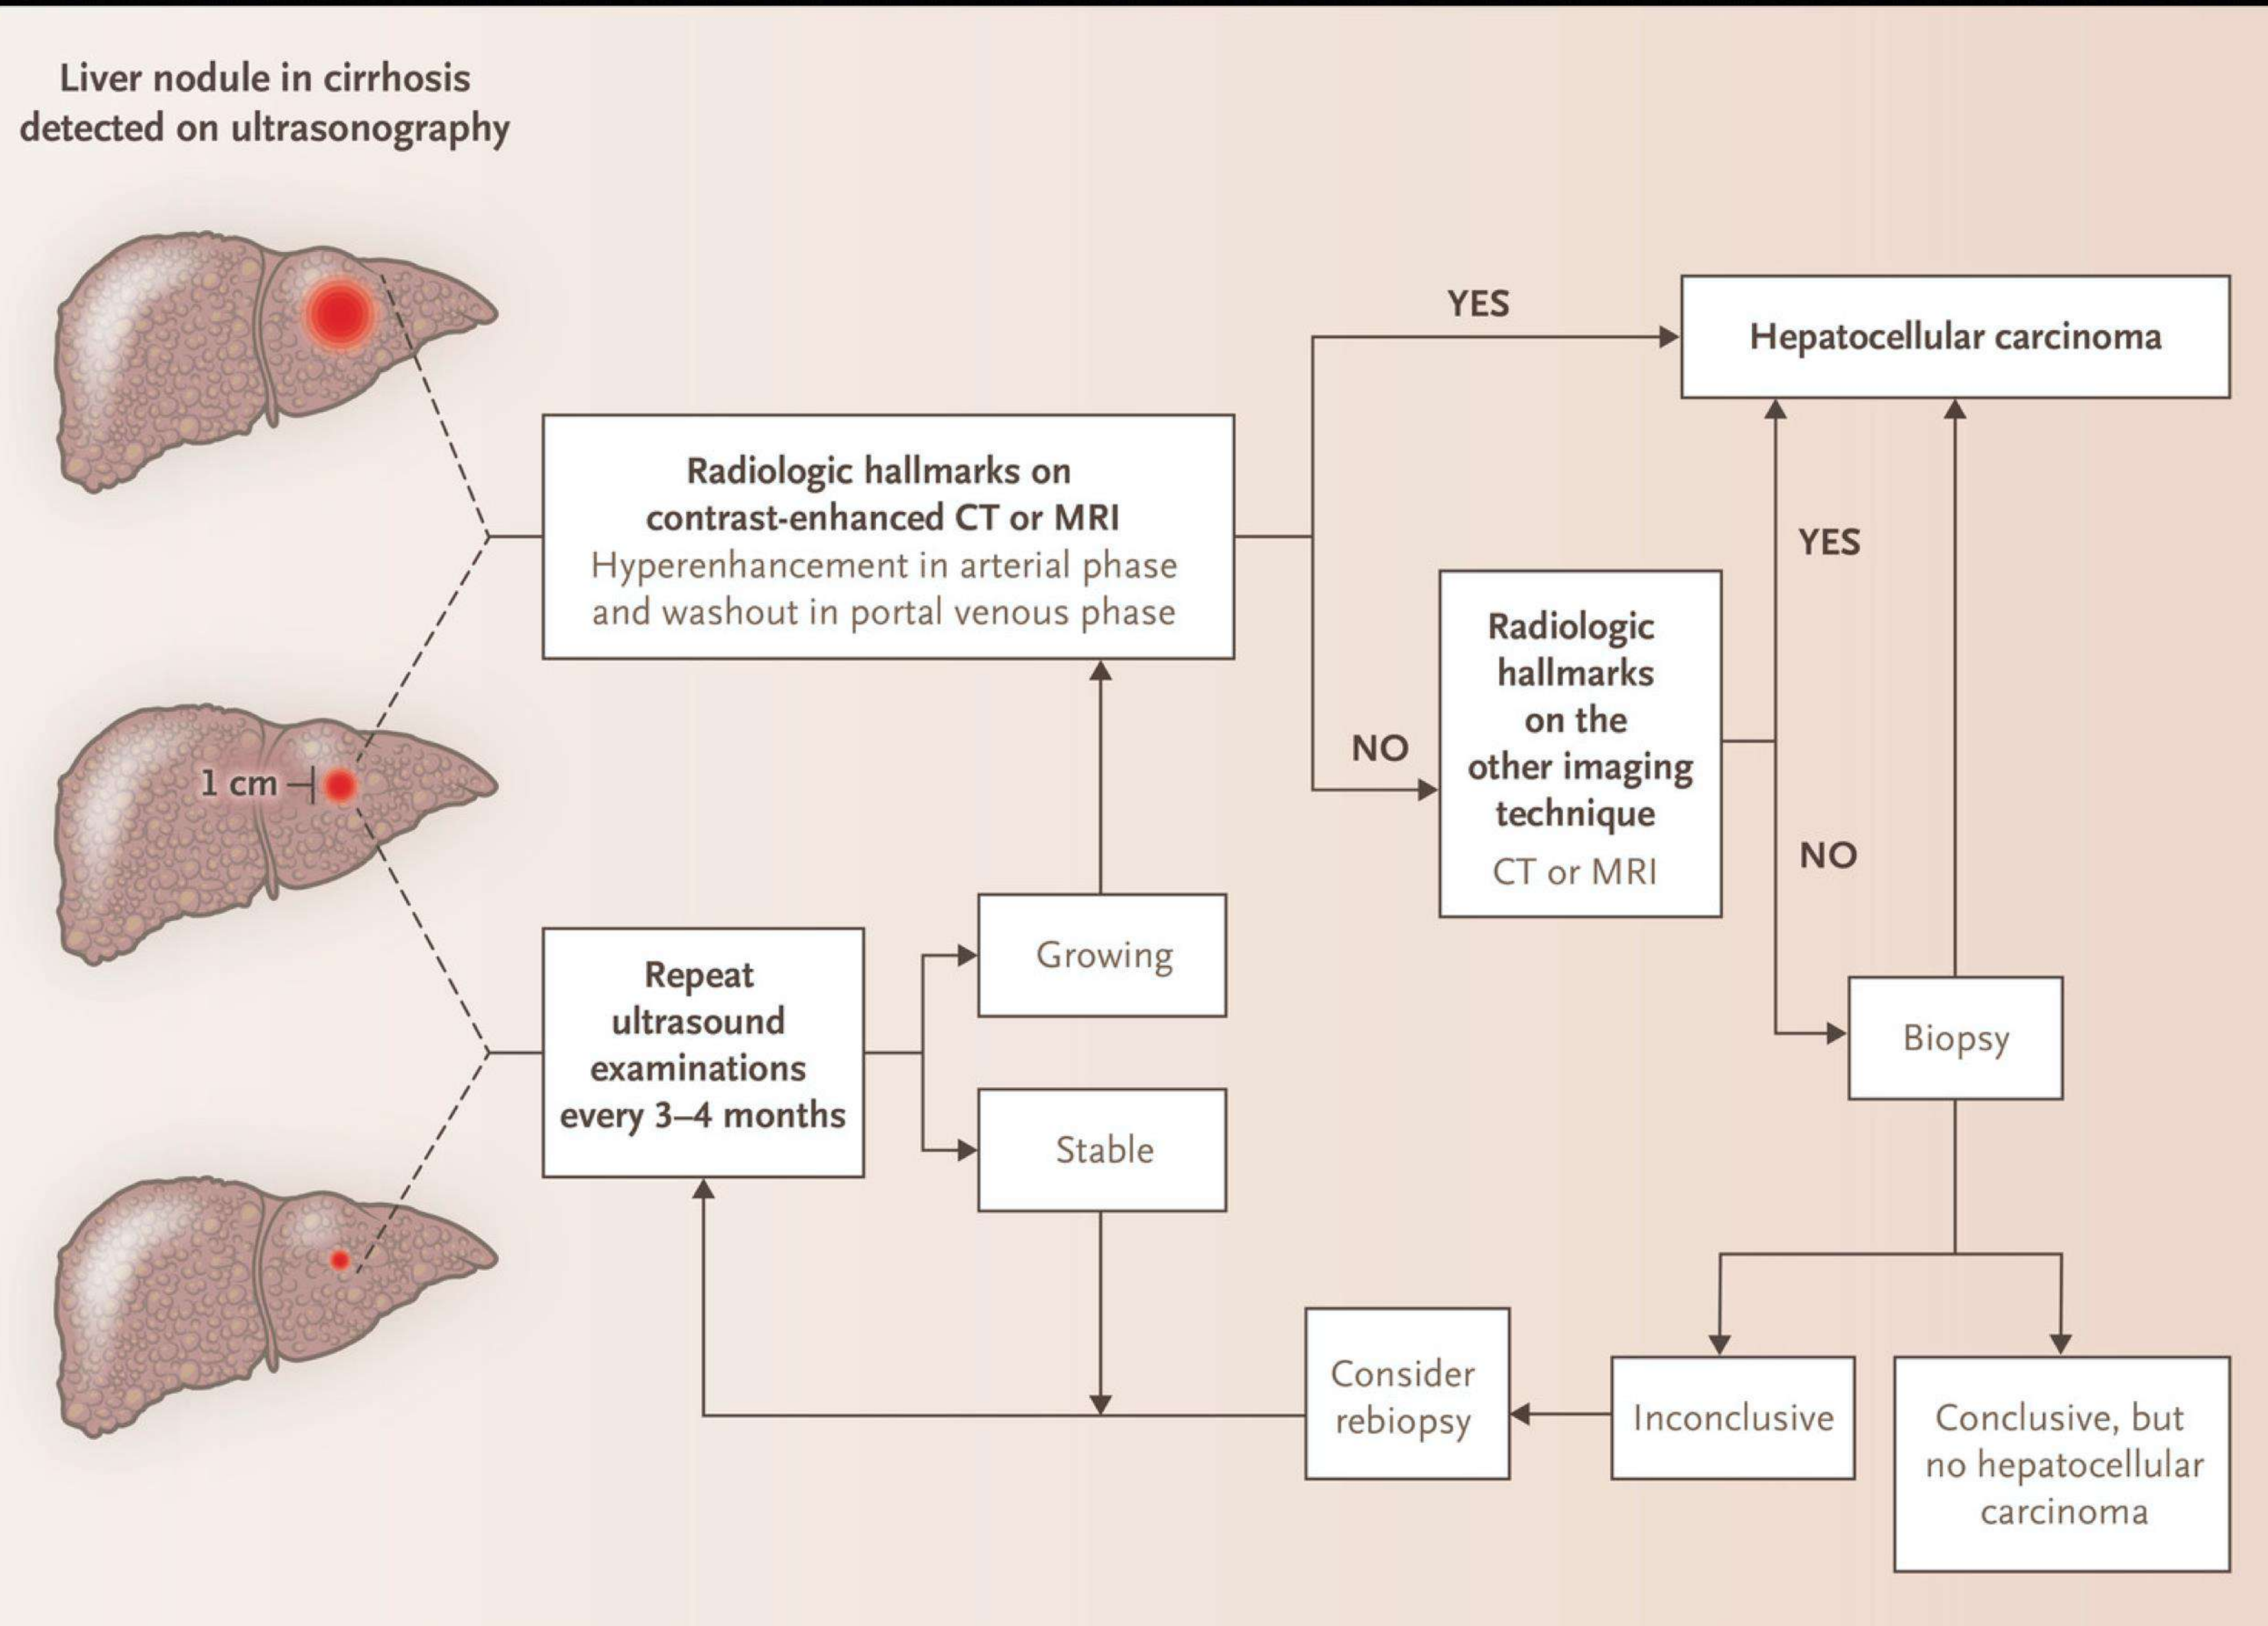 Liver nodule in cirrhosis
detected on ultrasonography
YES
Hepatocellular carcinoma
Radiologic hallmarks on
contrast-enhanced CT or MRI
Hyperenhancement in arterial phase
and washout in portal venous phase
YES
Radiologic
hallmarks
on the
other imaging
technique
CT or MRI
NO
1 cm
NO
Growing
Repeat
ultrasound
examinations
every 3–4 months
Biopsy
Stable
Consider
rebiopsy
Inconclusive
Conclusive, but
no hepatocellular
carcinoma